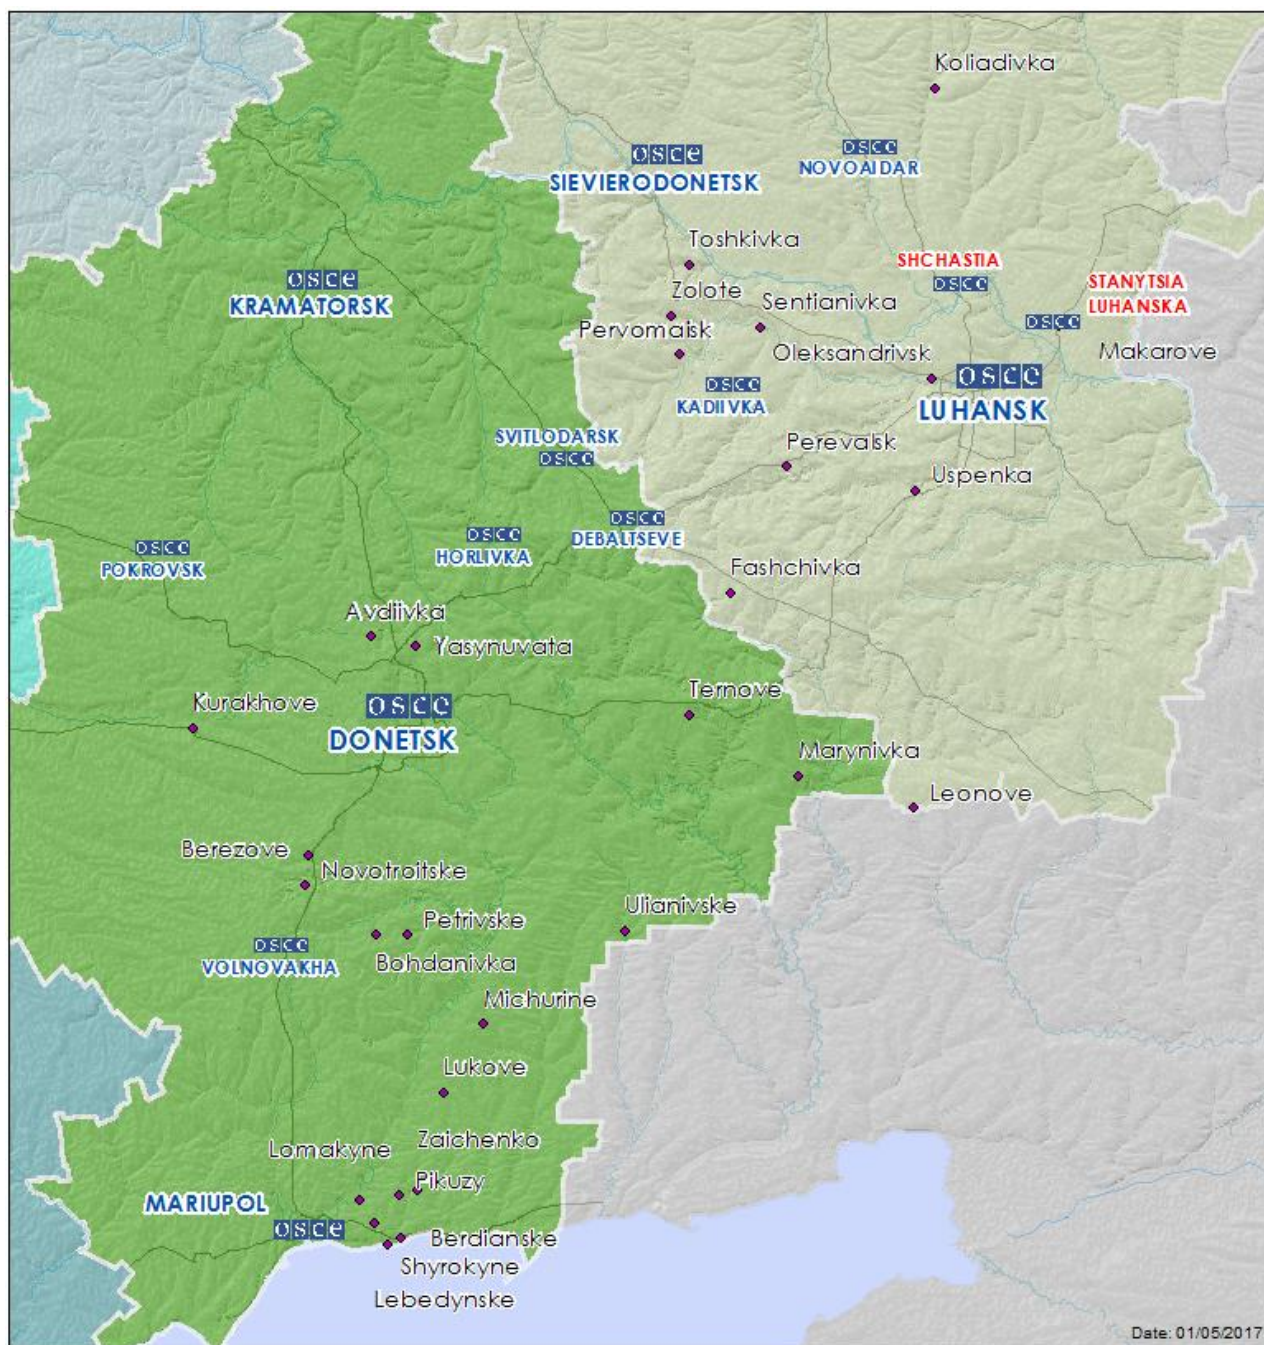 Koliadivka
osce
NOVOAIDAR
osce
SIEVIERODONETSK
Toshkivka
SHCHASTIA
osce
STANYTSIA
LUHANSKA
osce
Zolote
Sentianivka
Pervomaisk
Oleksandrivsk
Makarove
osce
KRAMATORSK
osce
KADIIVKA
osce
LUHANSK
SVITLODARSK
osce
Perevalsk
Uspenka
osce
DEBALTSEVE
osce
HORLIVKA
osce
POKROVSK
Fashchivka
Avdiivka
Yasynuvata
Kurakhove
osce
DONETSK
Ternove
Marynivka
Leonove
Berezove
Novotroitske
Petrivske
Ulianivske
osce
VOLNOVAKHA
Bohdanivka
Michurine
Lukove
Zaichenko
Lomakyne
Pikuzy
MARIUPOL
osce
Berdianske
Shyrokyne
Lebedynske
Date: 01/05/2017